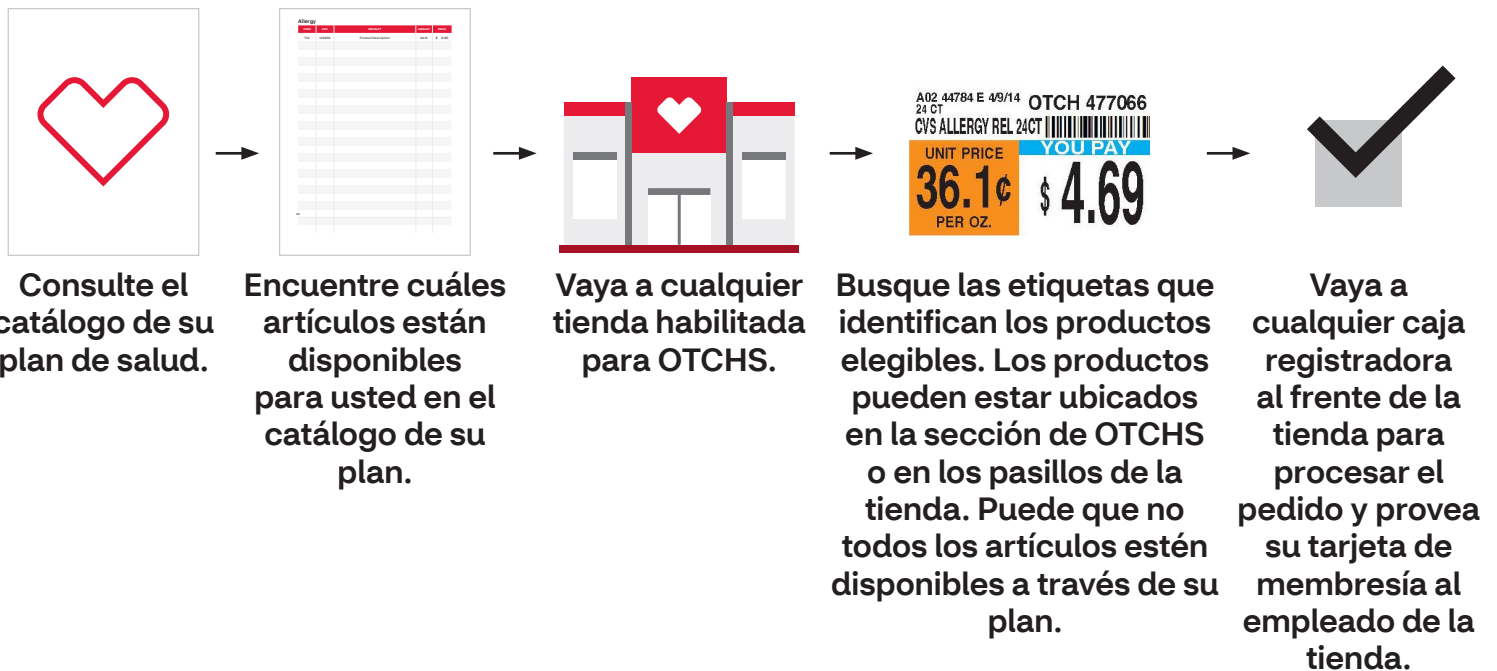 Allergy
Product Description
A02 44784 E 4/9/14 OTCH 477066
24 CT
CVS ALLERGY REL 24CT
UNIT PRICE
36.1¢
PER OZ.
YOU PAY
$ 4.69
Consulte el
catálogo de su
plan de salud.
Encuentre cuáles
artículos están
disponibles
para usted en el
catálogo de su
plan.
Vaya a cualquier
tienda habilitada
para OTCHS.
Busque las etiquetas que
identifican los productos
elegibles. Los productos
pueden estar ubicados
en la sección de OTCHS
o en los pasillos de la
tienda. Puede que no
todos los artículos estén
disponibles a través de su
plan.
Vaya a
cualquier caja
registradora
al frente de la
tienda para
procesar el
pedido y provea
su tarjeta de
membresía al
empleado de la
tienda.